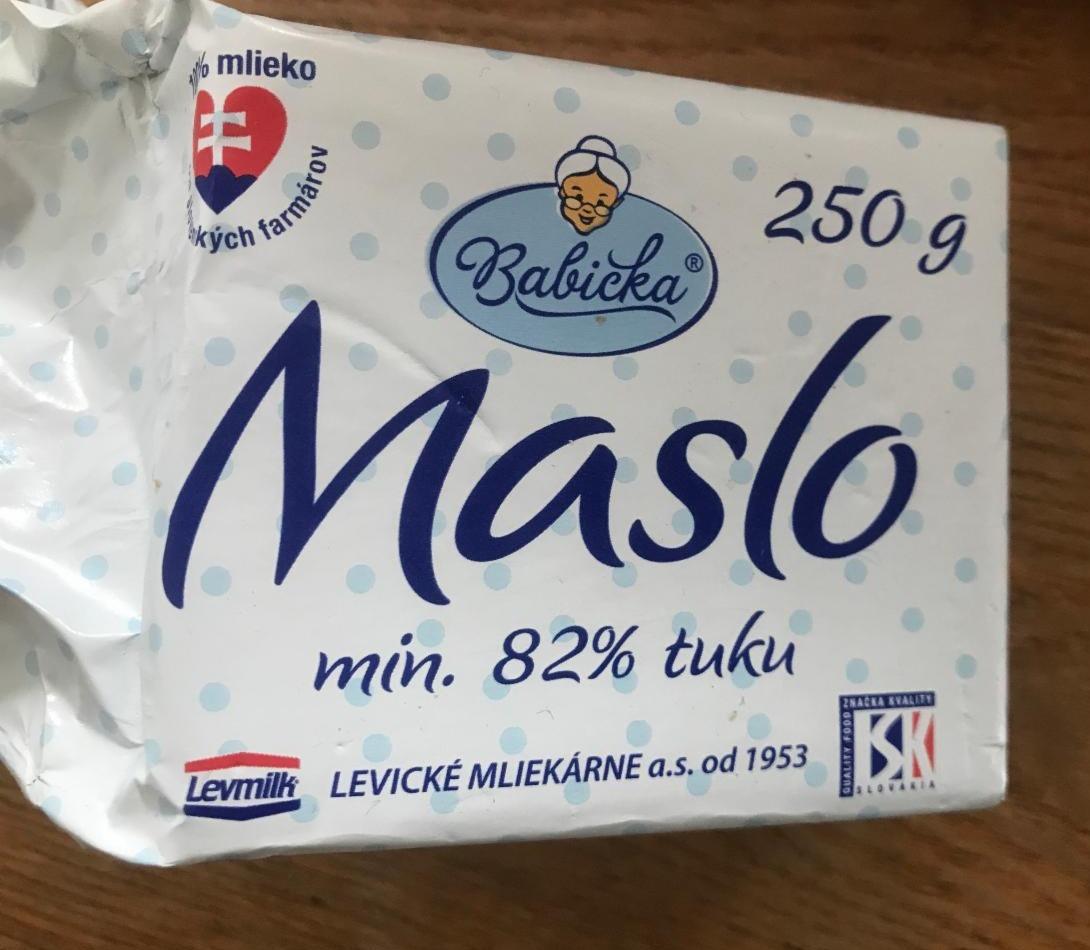 mlieko
farmárov
250 g
Babička®
Maslo
min. 82% tuku
Levmilk
LEVICKÉ MLIEKÁRNE a.s. od 1953
ZNAČKA KVALITY
QUALITY FOOD
SK
SLOVAKIA